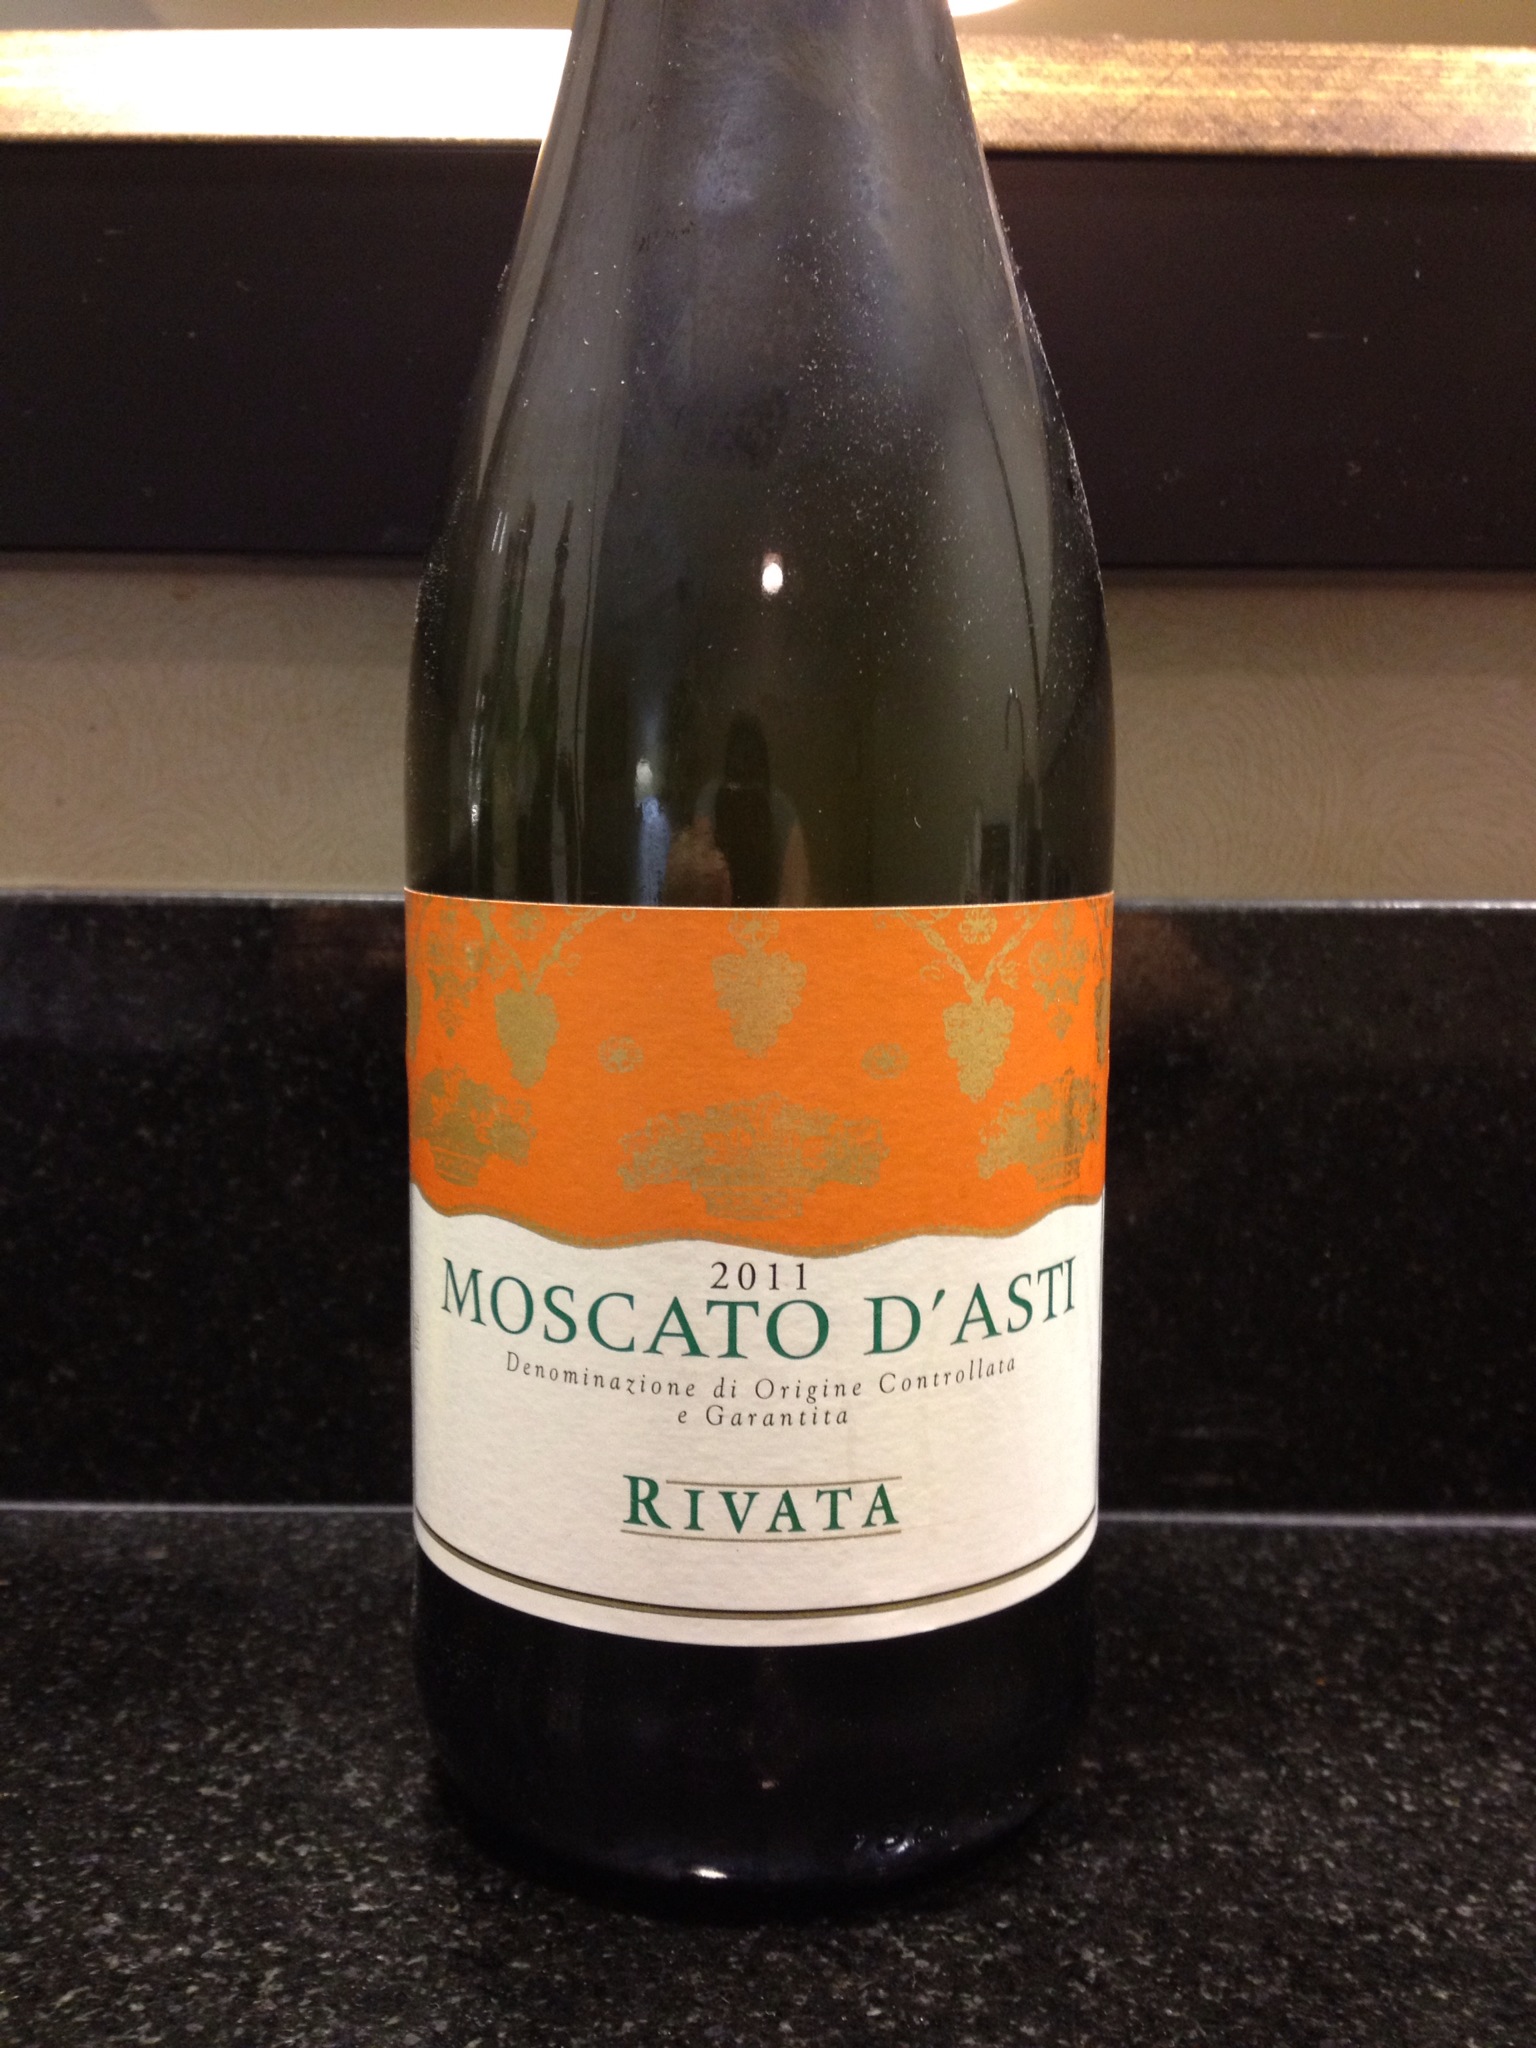 2011
MOSCATO D'ASTI
Denominazione di Origine Controllata
e Garantita
RIVATA